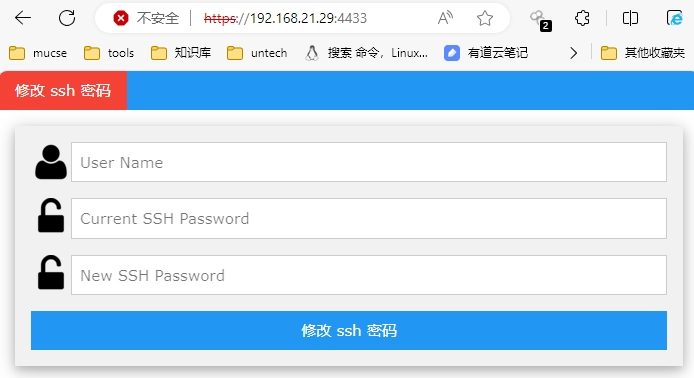 不安全 https://192.168.21.29:4433 A 2
mucse tools 知识库 untech 搜索 命令，Linux... 有道云笔记 其他收藏夹
修改 ssh 密码
User Name
Current SSH Password
New SSH Password
修改 ssh 密码